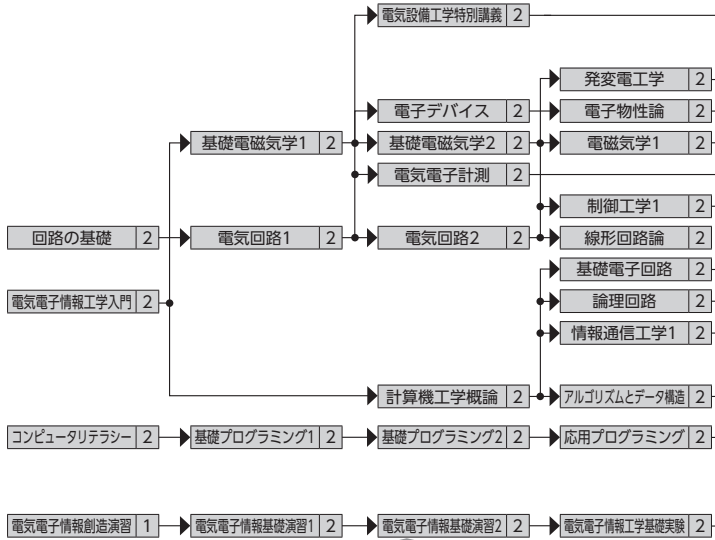 電気設備工学特別講義 2
発変電工学 2
電子デバイス 2
電子物性論 2
基礎電磁気学1 2
基礎電磁気学2 2
電磁気学1 2
電気電子計測 2
制御工学1 2
回路の基礎 2
電気回路1 2
電気回路2 2
線形回路論 2
基礎電子回路 2
電気電子情報工学入門 2
論理回路 2
情報通信工学1 2
計算機工学概論 2
アルゴリズムとデータ構造 2
コンピュータリテラシー 2
基礎プログラミング1 2
基礎プログラミング2 2
応用プログラミング 2
電気電子情報創造演習 1
電気電子情報基礎演習1 2
電気電子情報基礎演習2 2
電気電子情報工学基礎実験 2